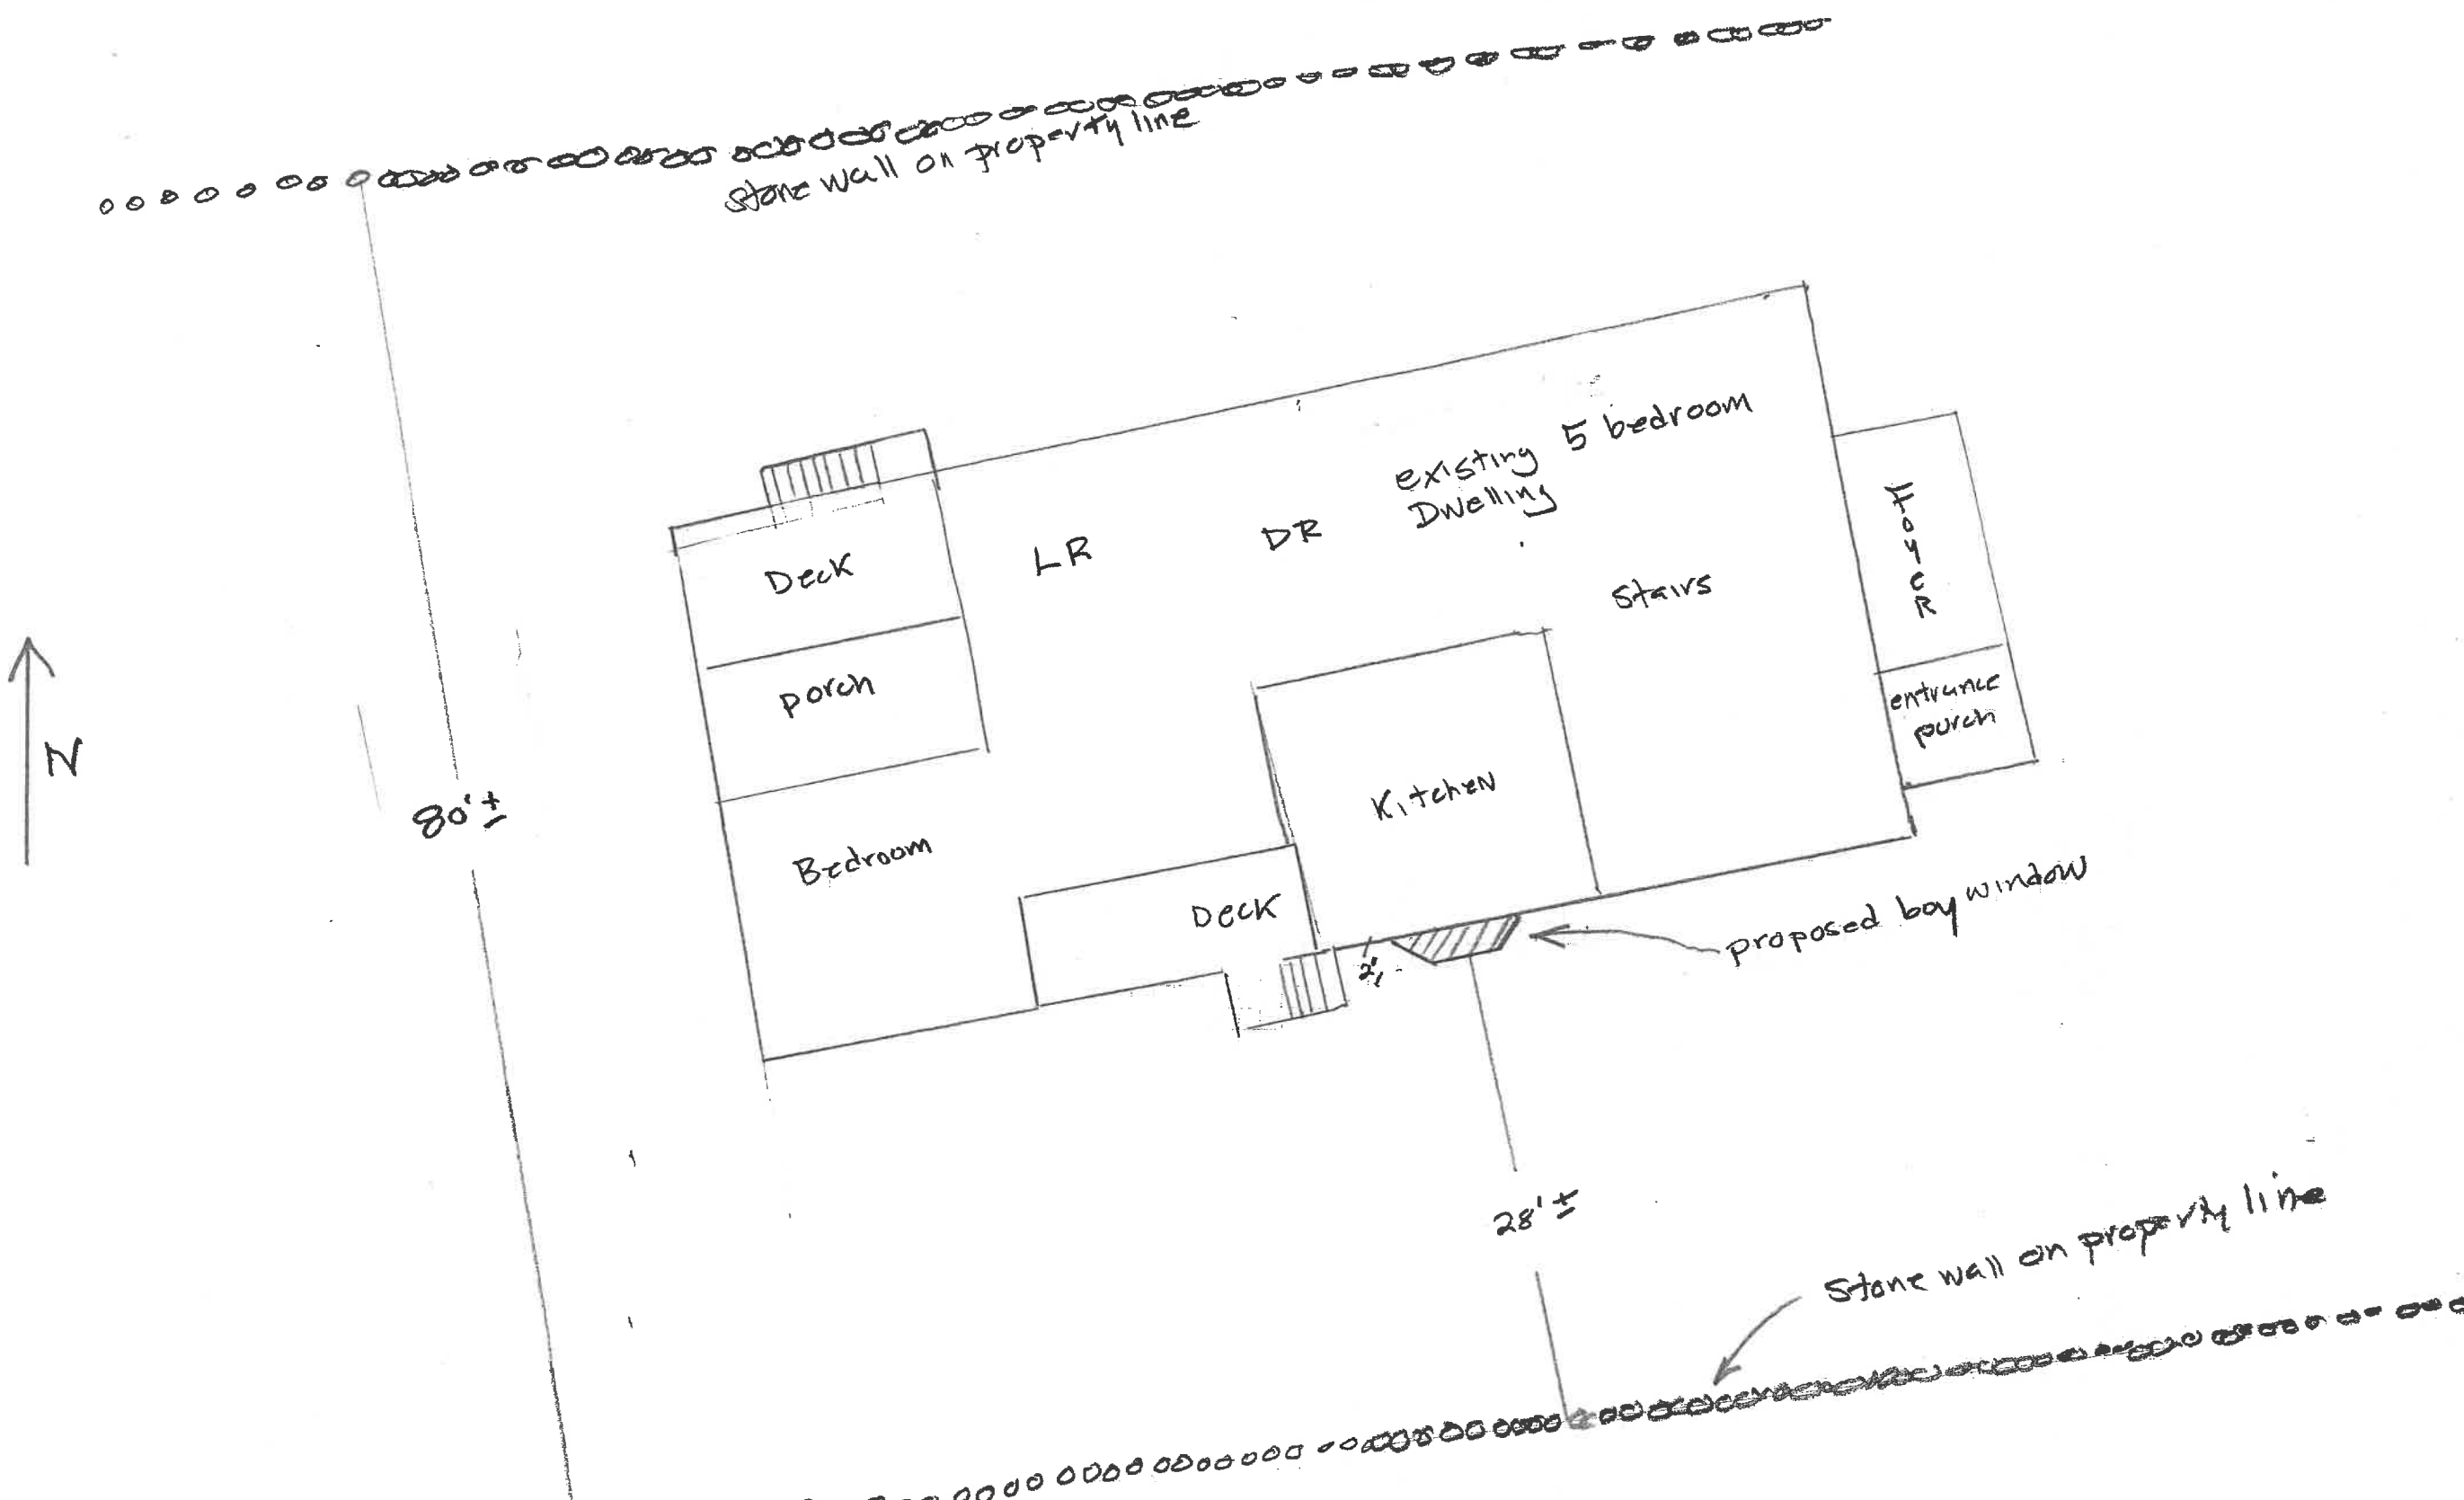 stone wall on property line
existing 5 bedroom
Dwelling
Deck
LR
DR
Stairs
FoyeR
porch
entrance
porch
N
80'±
Kitchen
Bedroom
Deck
2'
proposed bay window
28'±
Stone wall on property line